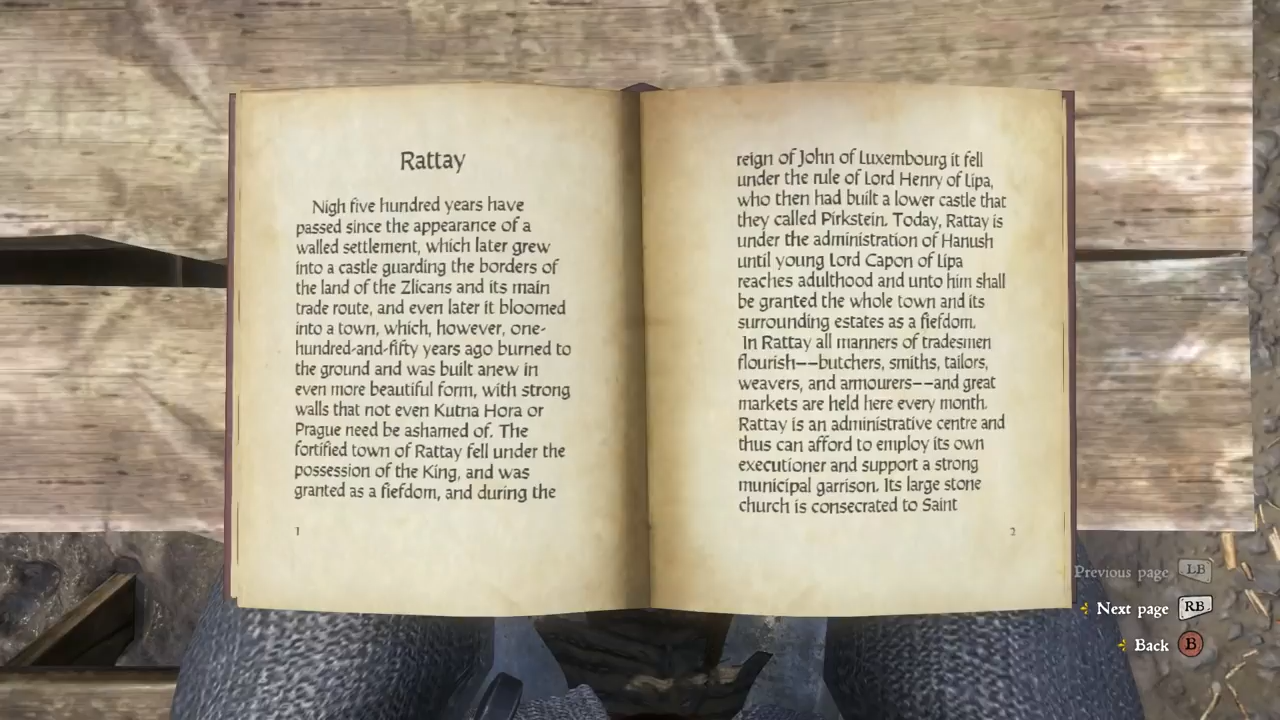 Rattay
Nigh five hundred years have
passed since the appearance of a
walled settlement, which later grew
into a castle guarding the borders of
the land of the Zlicans and its main
trade route, and even later it bloomed
into a town, which, however, one-
hundred-and-fifty years ago burned to
the ground and was built anew in
even more beautiful form, with strong
walls that not even Kutna Hora or
Prague need be ashamed of. The
fortified town of Rattay fell under the
possession of the King, and was
granted as a fiefdom, and during the
1
reign of John of Luxembourg it fell
under the rule of Lord Henry of Lipa,
who then had built a lower castle that
they called Pirkstein. Today, Rattay is
under the administration of Hanush
until young Lord Capon of Lipa
reaches adulthood and unto him shall
be granted the whole town and its
surrounding estates as a fiefdom.
In Rattay all manners of tradesmen
flourish--butchers, smiths, tailors,
weavers, and armourers--and great
markets are held here every month.
Rattay is an administrative centre and
thus can afford to employ its own
executioner and support a strong
municipal garrison. Its large stone
church is consecrated to Saint
2
Previous page LB
Next page RB
Back B